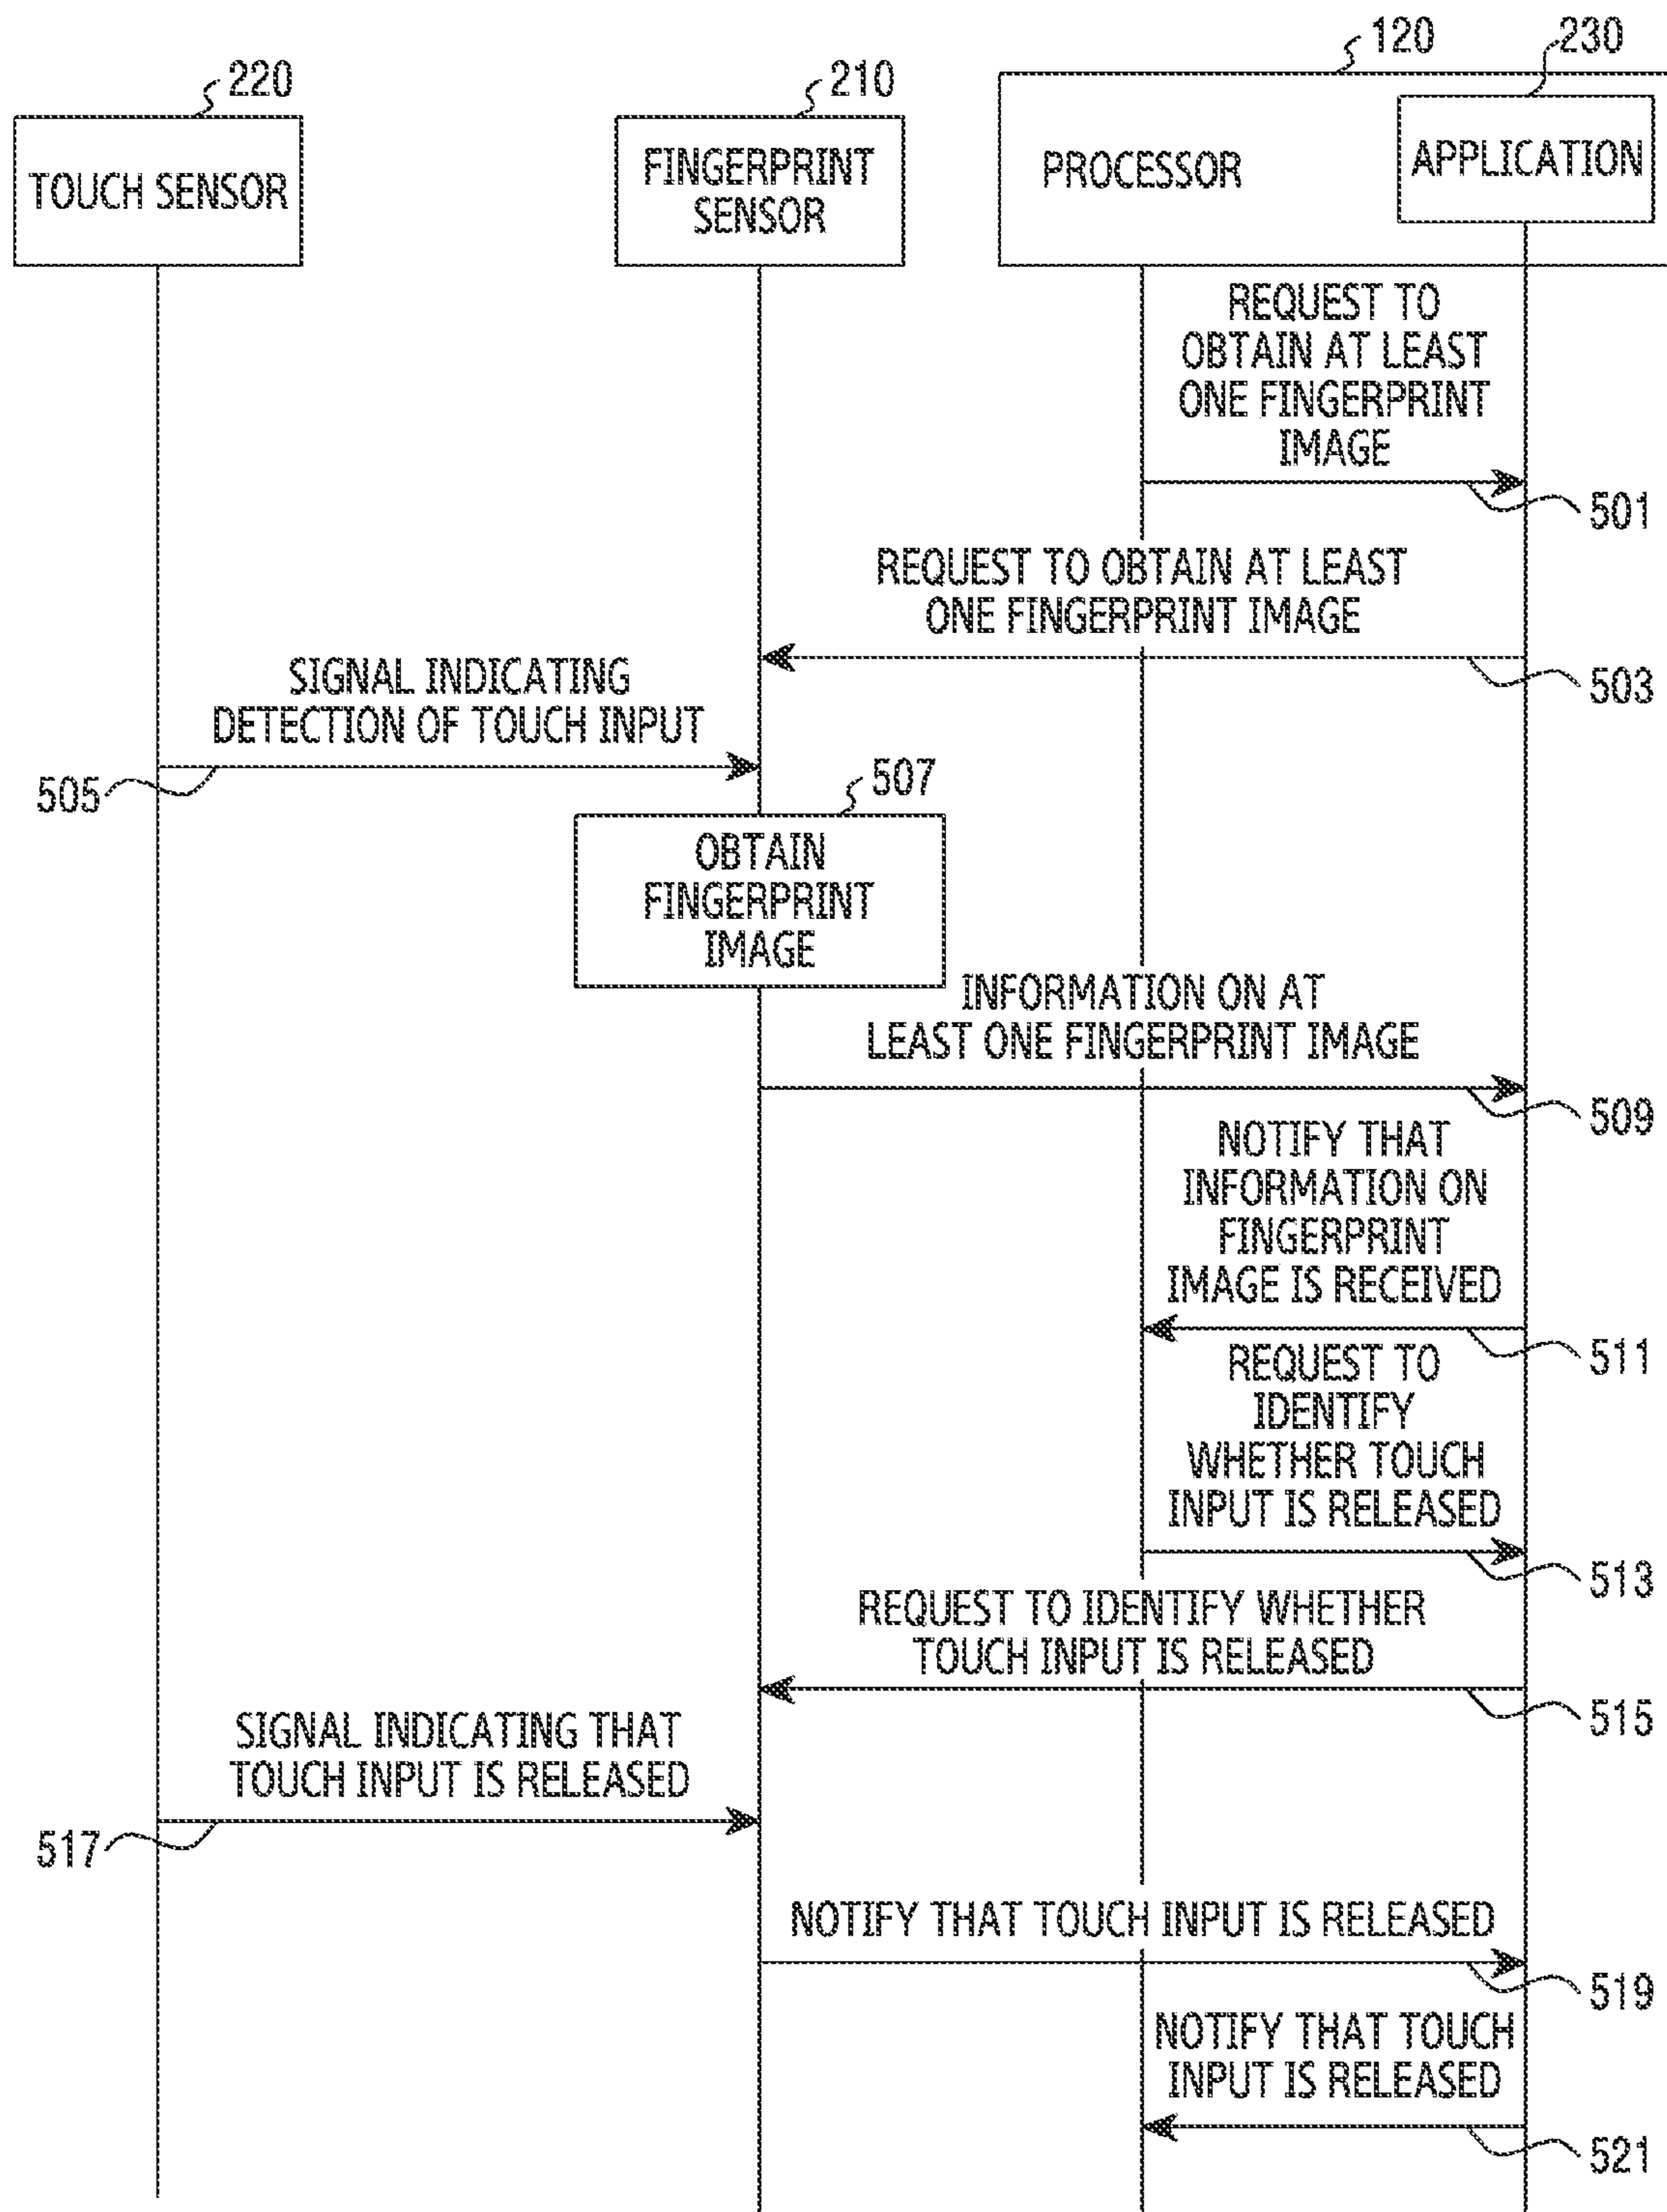 120
230
220
210
TOUCH SENSOR
FINGERPRINT
SENSOR
PROCESSOR
APPLICATION
REQUEST TO
OBTAIN AT LEAST
ONE FINGERPRINT
IMAGE
501
REQUEST TO OBTAIN AT LEAST
ONE FINGERPRINT IMAGE
503
SIGNAL INDICATING
DETECTION OF TOUCH INPUT
505
507
OBTAIN
FINGERPRINT
IMAGE
INFORMATION ON AT
LEAST ONE FINGERPRINT IMAGE
509
NOTIFY THAT
INFORMATION ON
FINGERPRINT
IMAGE IS RECEIVED
511
REQUEST TO
IDENTIFY
WHETHER TOUCH
INPUT IS RELEASED
513
REQUEST TO IDENTIFY WHETHER
TOUCH INPUT IS RELEASED
515
SIGNAL INDICATING THAT
TOUCH INPUT IS RELEASED
517
NOTIFY THAT TOUCH INPUT IS RELEASED
519
NOTIFY THAT TOUCH
INPUT IS RELEASED
521